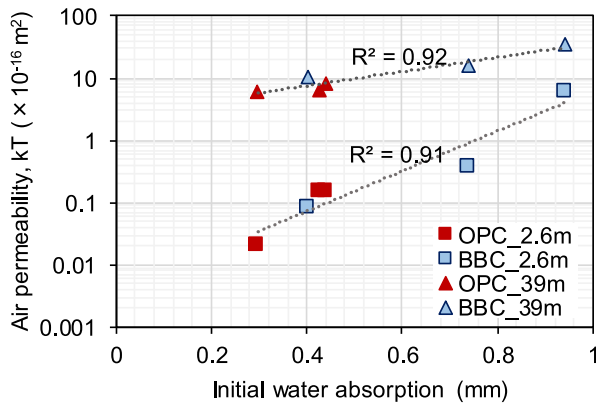 Air permeability, kT ( × 10⁻¹⁶ m²)
100
10
1
0.1
0.01
0.001
R² = 0.92
R² = 0.91
OPC_2.6m
BBC_2.6m
OPC_39m
BBC_39m
0 0.2 0.4 0.6 0.8 1
Initial water absorption (mm)